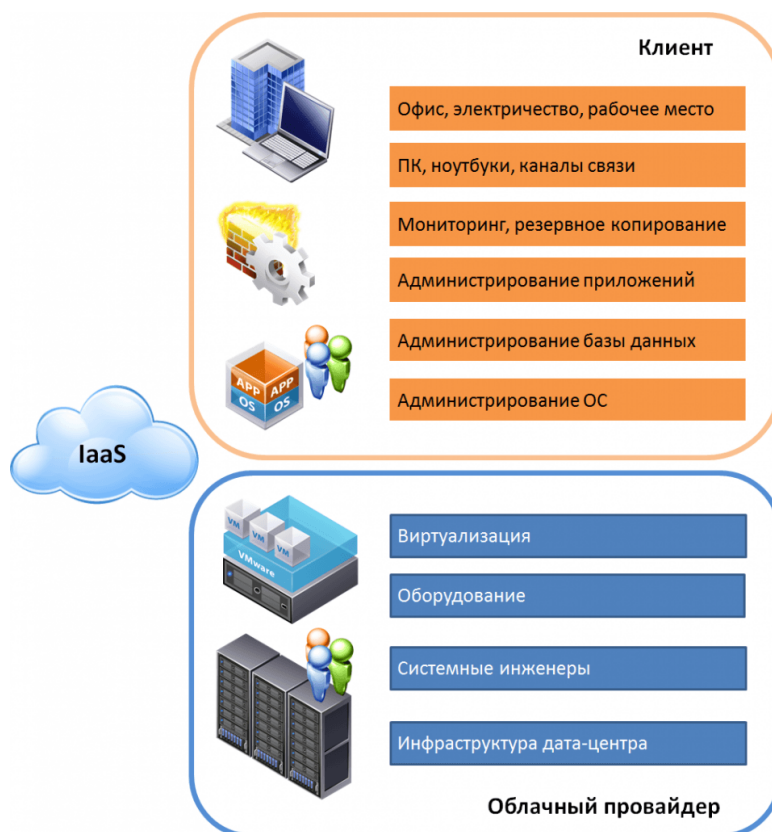 Клиент
Офис, электричество, рабочее место
ПК, ноутбуки, каналы связи
Мониторинг, резервное копирование
Администрирование приложений
Администрирование базы данных
APP APP
OS OS
Администрирование ОС
IaaS
VM VM VM
VMware
Виртуализация
Оборудование
Системные инженеры
Инфраструктура дата-центра
Облачный провайдер